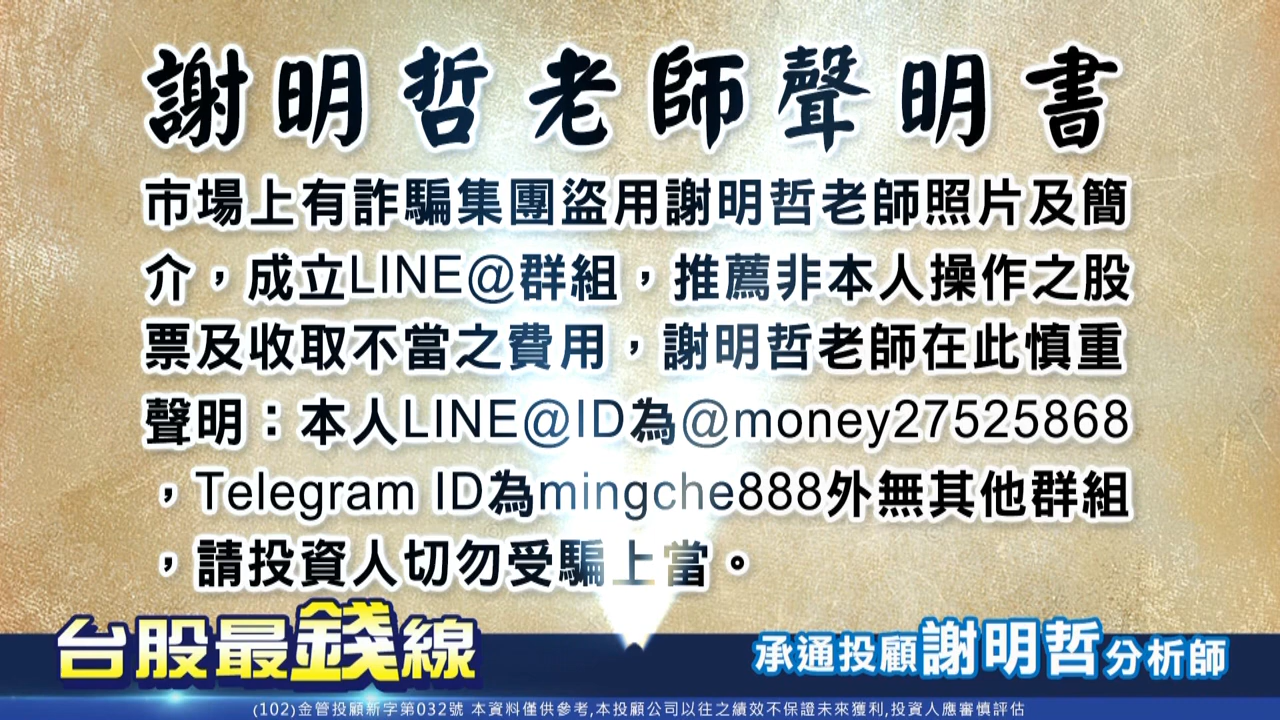 謝明哲老師聲明書
市場上有詐騙集團盜用謝明哲老師照片及簡
介，成立LINE@群組，推薦非本人操作之股
票及收取不當之費用，謝明哲老師在此慎重
聲明：本人LINE@ID為@money27525868
，Telegram ID為mingche888外無其他群組
，請投資人切勿受騙上當。
台股最錢線
承通投顧謝明哲分析師
(102)金管投顧新字第032號 本資料僅供參考,本投顧公司以往之績效不保證未來獲利,投資人應審慎評估